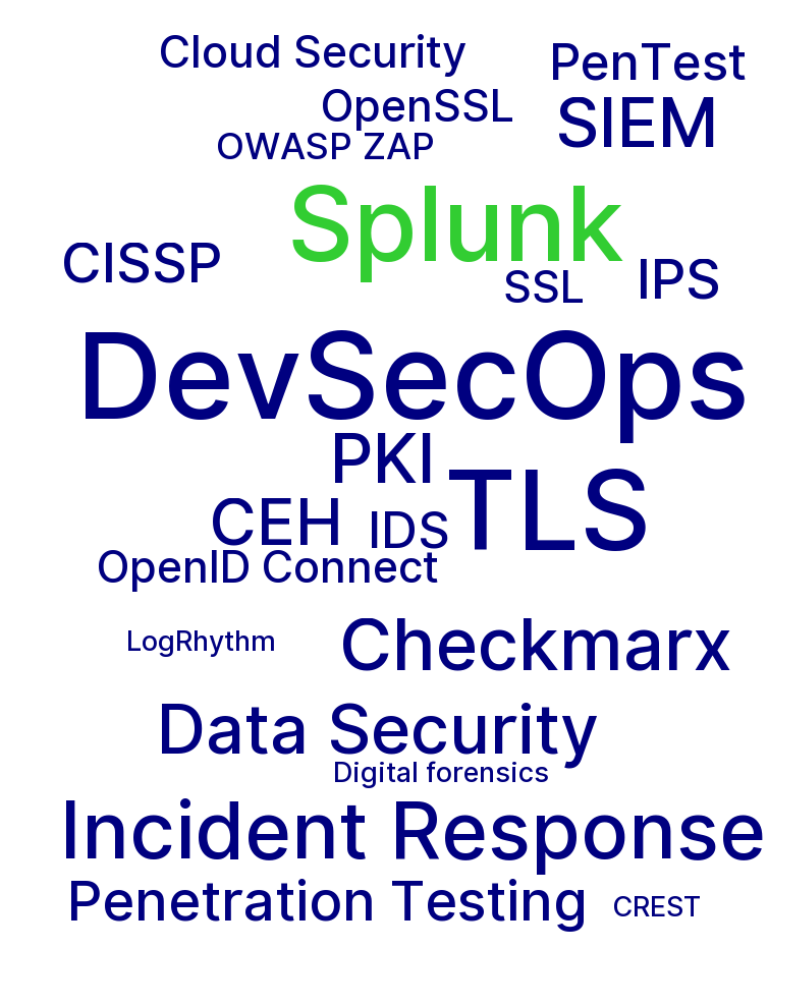 Cloud Security
PenTest
OpenSSL
SIEM
OWASP ZAP
Splunk
CISSP
SSL
IPS
DevSecOps
PKI
TLS
CEH
IDS
OpenID Connect
LogRhythm
Checkmarx
Data Security
Digital forensics
Incident Response
Penetration Testing
CREST